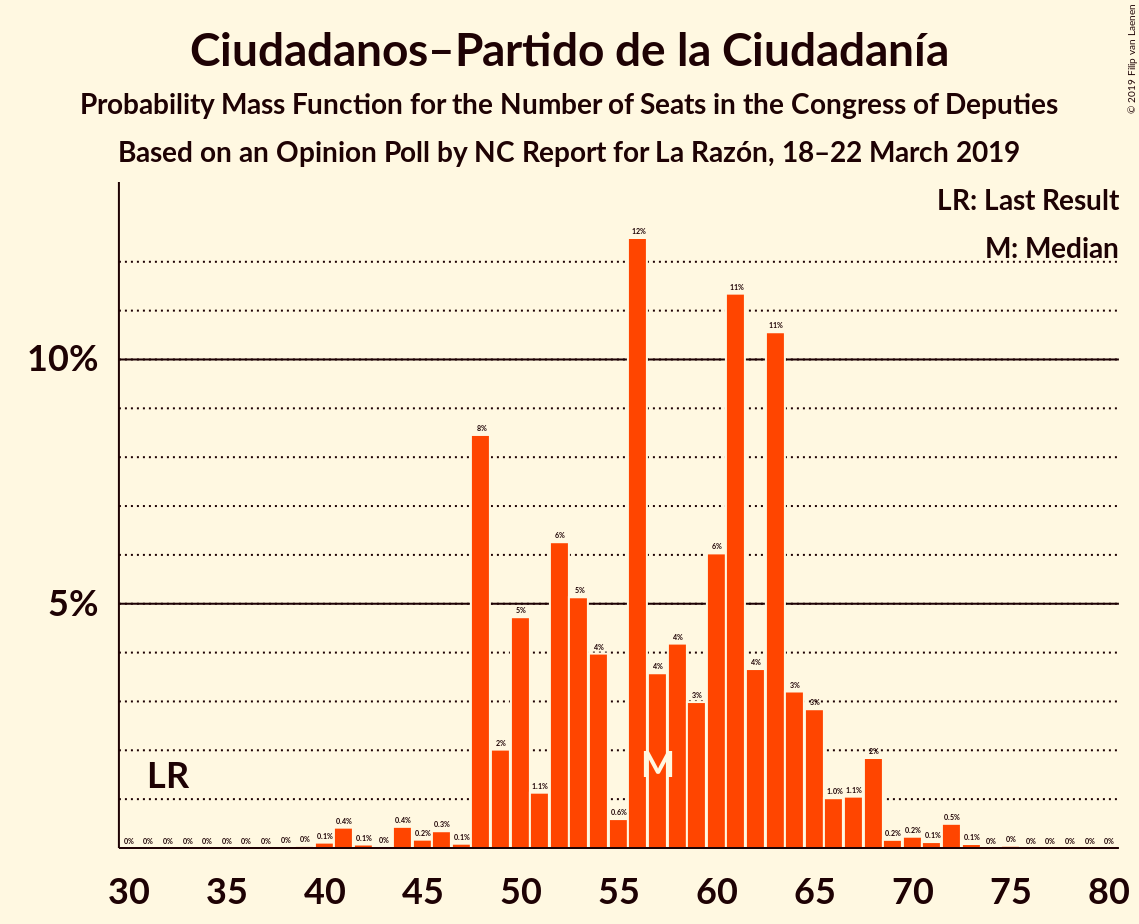 Ciudadanos–Partido de la Ciudadanía
Probability Mass Function for the Number of Seats in the Congress of Deputies
Based on an Opinion Poll by NC Report for La Razón, 18–22 March 2019
© 2019 Filip van Laenen
LR: Last Result
M: Median
10%
5%
0% 0% 0% 0% 0% 0% 0% 0% 0% 0% 0.1% 0.4% 0.1% 0% 0.4% 0.2% 0.3% 0.1% 8% 2% 5% 1.1% 6% 5% 4% 0.6% 12% 4% 4% 3% 6% 11% 4% 11% 3% 3% 1.0% 1.1% 2% 0.2% 0.2% 0.1% 0.5% 0.1% 0% 0% 0% 0% 0% 0% 0%
LR
M
30 35 40 45 50 55 60 65 70 75 80